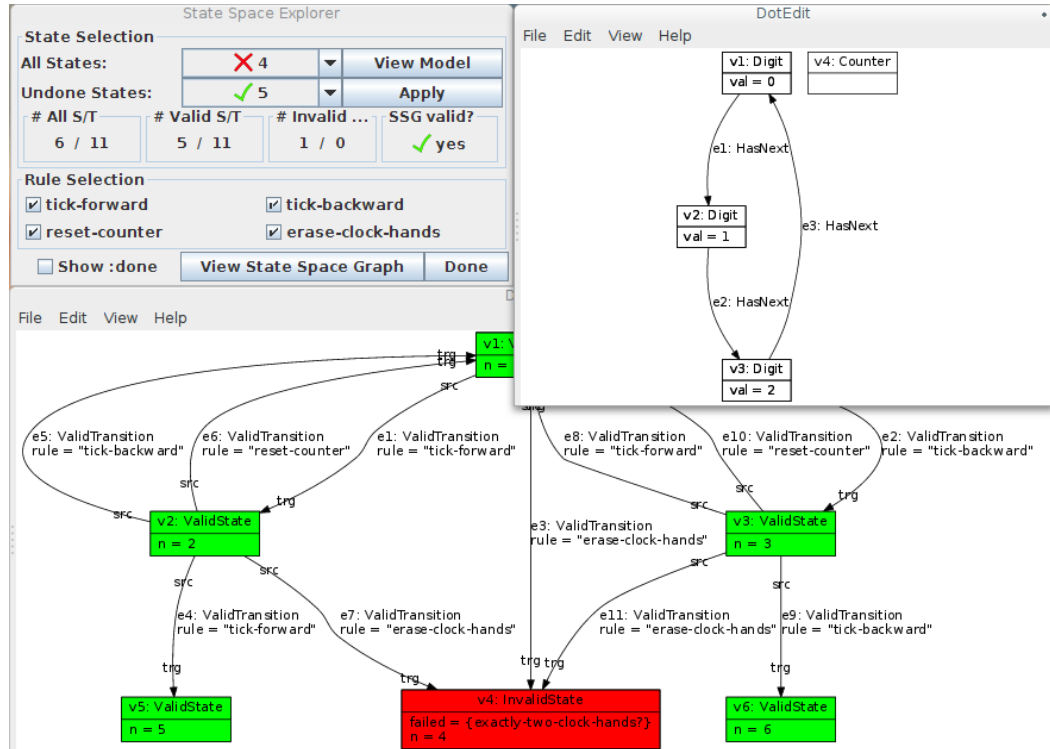 State Space Explorer
State Selection
All States:
4
View Model
Undone States:
5
Apply
# All S/T
# Valid S/T
# Invalid ...
SSG valid?
6 / 11
5 / 11
1 / 0
yes
Rule Selection
tick-forward
tick-backward
reset-counter
erase-clock-hands
Show :done
View State Space Graph
Done
DotEdit
File Edit View Help
v1: Digit
val = 0
v4: Counter
e1: HasNext
v2: Digit
val = 1
e3: HasNext
e2: HasNext
v3: Digit
val = 2
D
File Edit View Help
v1: V
n =
trg
trg
src
e5: ValidTransition
rule = "tick-backward"
e6: ValidTransition
rule = "reset-counter"
e1: ValidTransition
rule = "tick-forward"
e8: ValidTransition
rule = "tick-forward"
e10: ValidTransition
rule = "reset-counter"
e2: ValidTransition
rule = "tick-backward"
src
trg
src
trg
src
src
v2: ValidState
n = 2
e3: ValidTransition
rule = "erase-clock-hands"
v3: ValidState
n = 3
src
src
src
src
e4: ValidTransition
rule = "tick-forward"
e7: ValidTransition
rule = "erase-clock-hands"
e11: ValidTransition
rule = "erase-clock-hands"
e9: ValidTransition
rule = "tick-backward"
trg
trg
trg
trg
trg
v5: ValidState
n = 5
v4: InvalidState
failed = {exactly-two-clock-hands?}
n = 4
v6: ValidState
n = 6